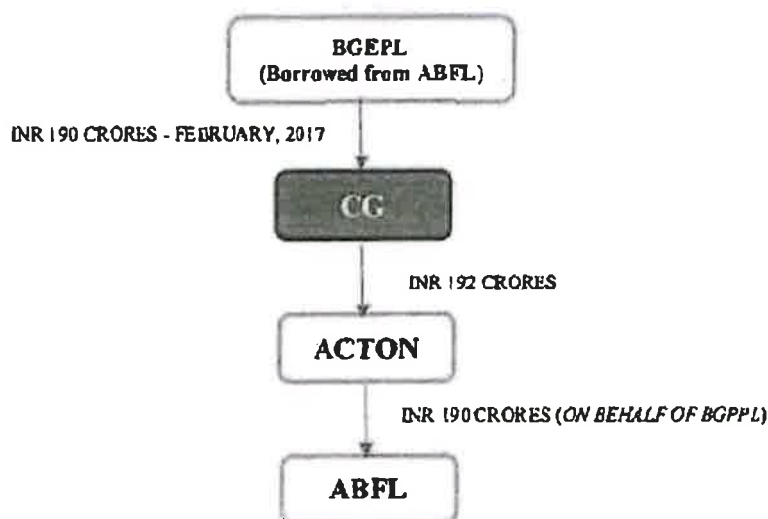 BGEPL
(Borrowed from ABFL)
INR 190 CRORES - FEBRUARY, 2017
CG
INR 192 CRORES
ACTON
INR 190 CRORES (ON BEHALF OF BGPPL)
ABFL